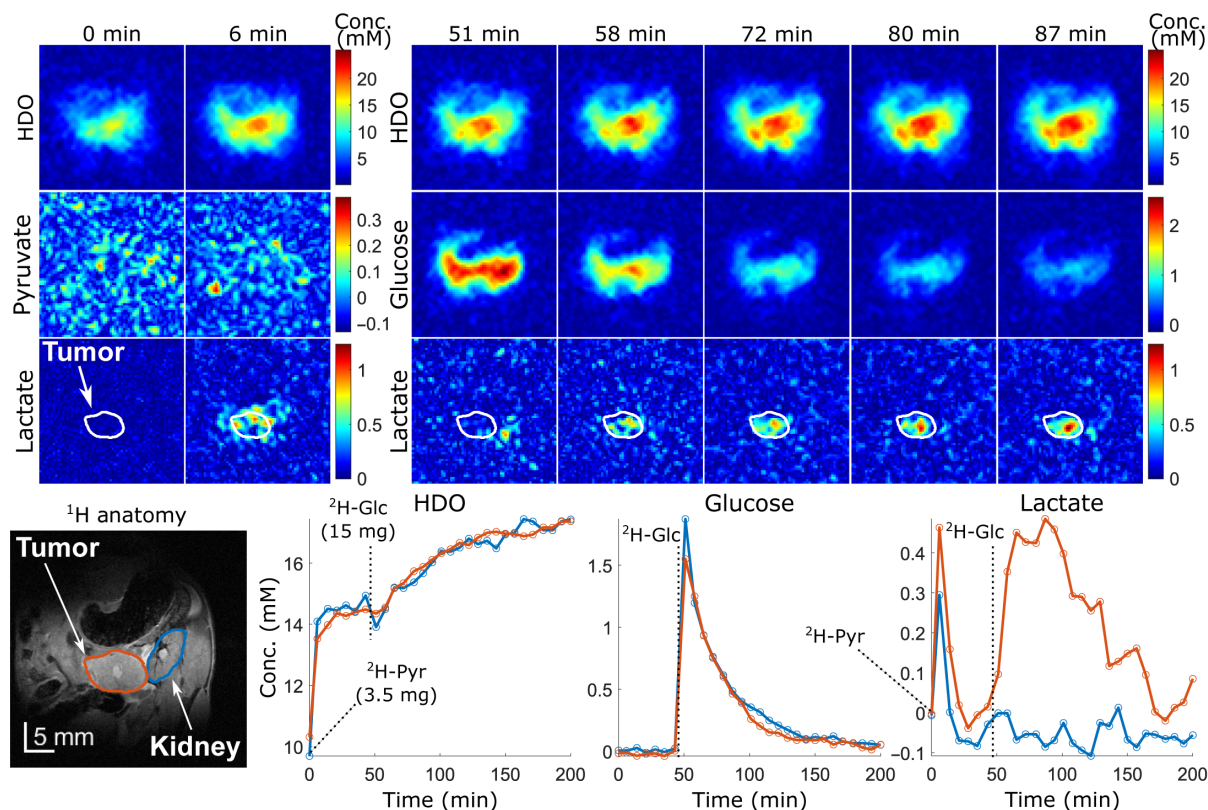 Conc. (mM)
0 min 6 min
HDO
20
15
10
5
Pyruvate
0.3
0.2
0.1
0
−0.1
Tumor
Lactate
1
0.5
0
Conc. (mM)
51 min 58 min 72 min 80 min 87 min
HDO
20
15
10
5
Glucose
2
1
0
Lactate
1
0.5
0
¹H anatomy
Tumor
5 mm
Kidney
HDO
²H-Glc
(15 mg)
²H-Pyr
(3.5 mg)
Conc. (mM)
16
14
12
10
0 50 100 150 200
Time (min)
Glucose
²H-Glc
1.5
1
0.5
0
0 50 100 150 200
Time (min)
Lactate
²H-Glc
²H-Pyr
0.4
0.3
0.2
0.1
0
−0.1
0 50 100 150 200
Time (min)